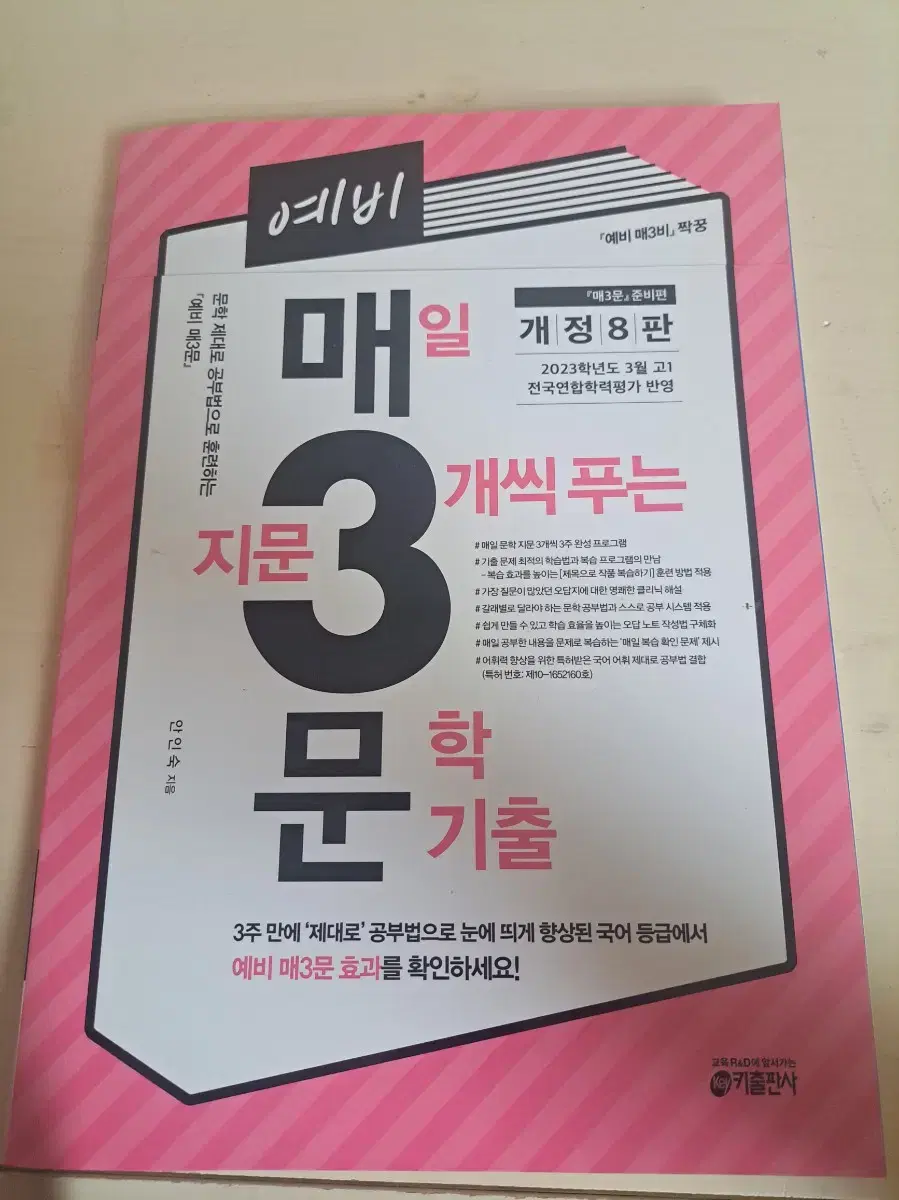 예비
『예비 매3비』 짝꿍
문학 제대로 공부법으로 훈련하는
『예비 매3문』
『매3문』 준비편
개정8판
2023학년도 3월 고1
전국연합학력평가 반영
매일
지문 3개씩 푸는
문학
기출
# 매일 문학 지문 3개씩 3주 완성 프로그램
# 기출 문제 최적의 학습법과 복습 프로그램의 만남
– 복습 효과를 높이는 [제목으로 작품 복습하기] 훈련 방법 적용
# 가장 질문이 많았던 오답지에 대한 명쾌한 클리닉 해설
# 갈래별로 달라야 하는 문학 공부법과 스스로 공부 시스템 적용
# 쉽게 만들 수 있고 학습 효율을 높이는 오답 노트 작성법 구체화
# 매일 공부한 내용을 문제로 복습하는 '매일 복습 확인 문제' 제시
# 어휘력 향상을 위한 특허받은 국어 어휘 제대로 공부법 결합
(특허 번호: 제10–1652160호)
안인숙 지음
3주 만에 '제대로' 공부법으로 눈에 띄게 향상된 국어 등급에서
예비 매3문 효과를 확인하세요!
교육 R&D에 앞서가는
Key 키출판사